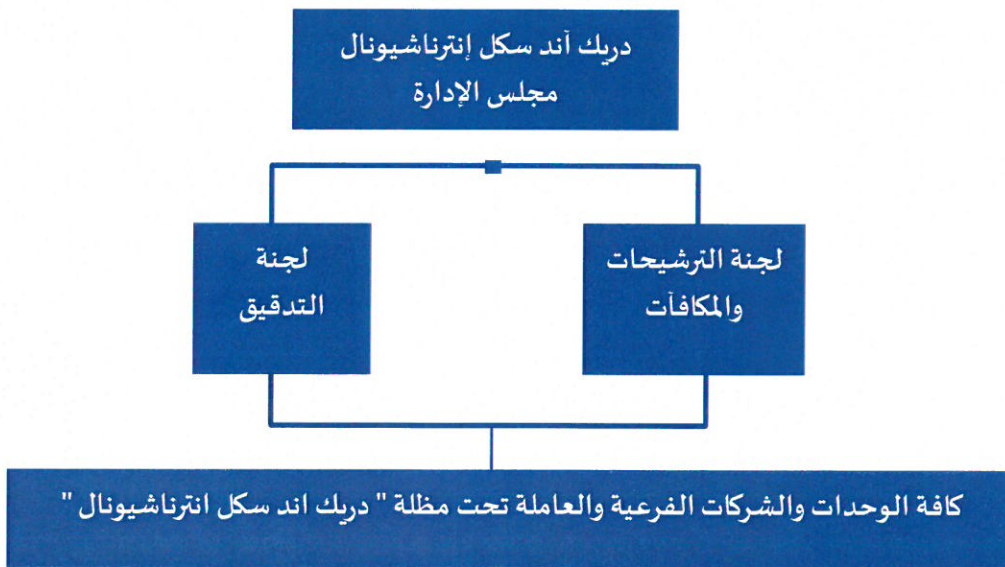 دريك آند سكل إنترناشيونال
مجلس الإدارة
لجنة الترشيحات
والمكافآت
لجنة
التدقيق
كافة الوحدات والشركات الفرعية والعاملة تحت مظلة " دريك اند سكل انترناشيونال "